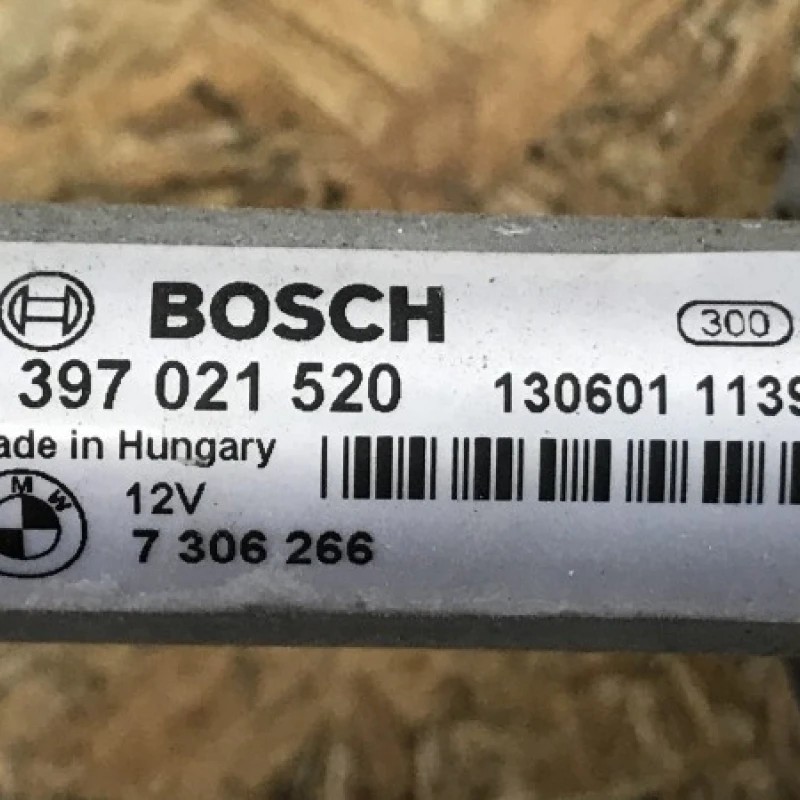 BOSCH 300
397 021 520 130601 1139
ade in Hungary
BMW 12V
7 306 266